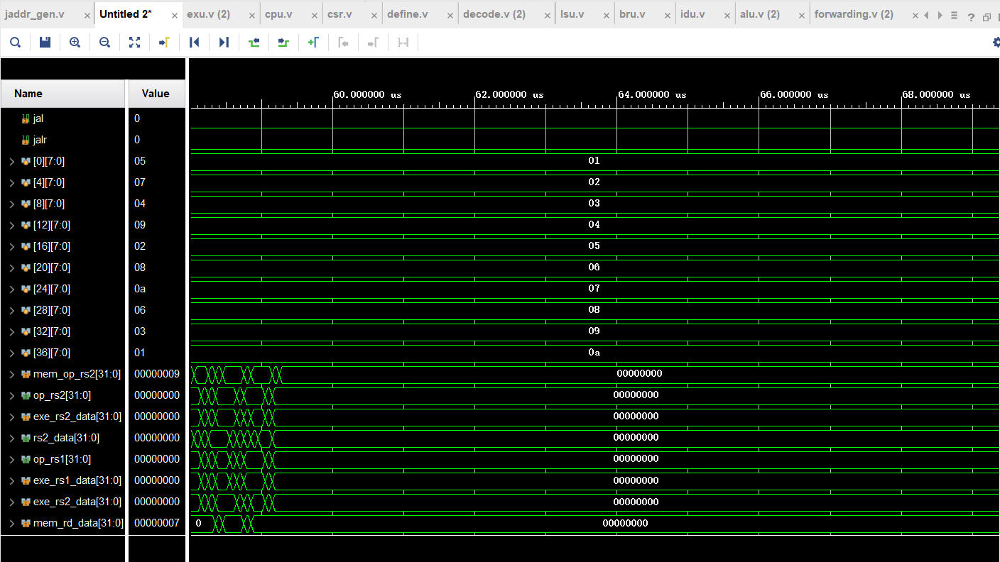 jaddr_gen.v × Untitled 2* × exu.v (2) × cpu.v × csr.v × define.v × decode.v (2) × lsu.v × bru.v × idu.v × alu.v × forwarding.v (2) ×
Name Value
60.000000 us 62.000000 us 64.000000 us 66.000000 us 68.000000 us
jal 0
jalr 0
[0][7:0] 05 01
[4][7:0] 07 02
[8][7:0] 04 03
[12][7:0] 09 04
[16][7:0] 02 05
[20][7:0] 08 06
[24][7:0] 0a 07
[28][7:0] 06 08
[32][7:0] 03 09
[36][7:0] 01 0a
mem_op_rs2[31:0] 00000009 00000000
op_rs2[31:0] 00000000 00000000
exe_rs2_data[31:0] 00000000 00000000
rs2_data[31:0] 00000000 00000000
op_rs1[31:0] 00000000 00000000
exe_rs1_data[31:0] 00000000 00000000
exe_rs2_data[31:0] 00000000 00000000
mem_rd_data[31:0] 00000007 0 00000000